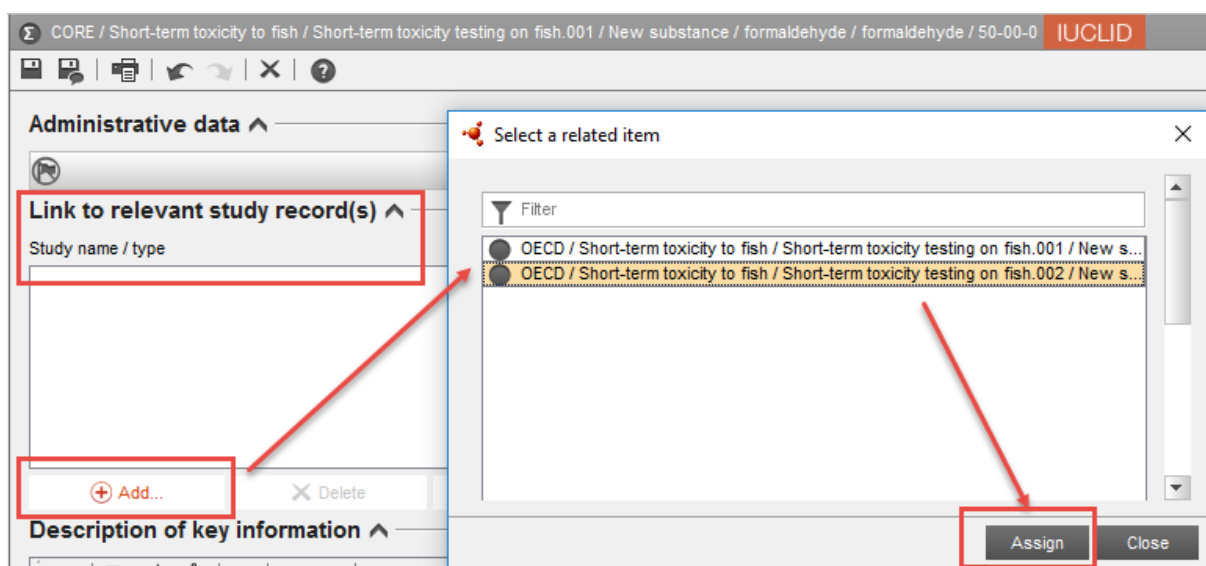 CORE / Short-term toxicity to fish / Short-term toxicity testing on fish.001 / New substance / formaldehyde / formaldehyde / 50-00-0 IUCLID
Administrative data
Select a related item
Link to relevant study record(s)
Filter
Study name / type
OECD / Short-term toxicity to fish / Short-term toxicity testing on fish.001 / New s...
OECD / Short-term toxicity to fish / Short-term toxicity testing on fish.002 / New s...
Add...
Delete
Description of key information
Assign
Close